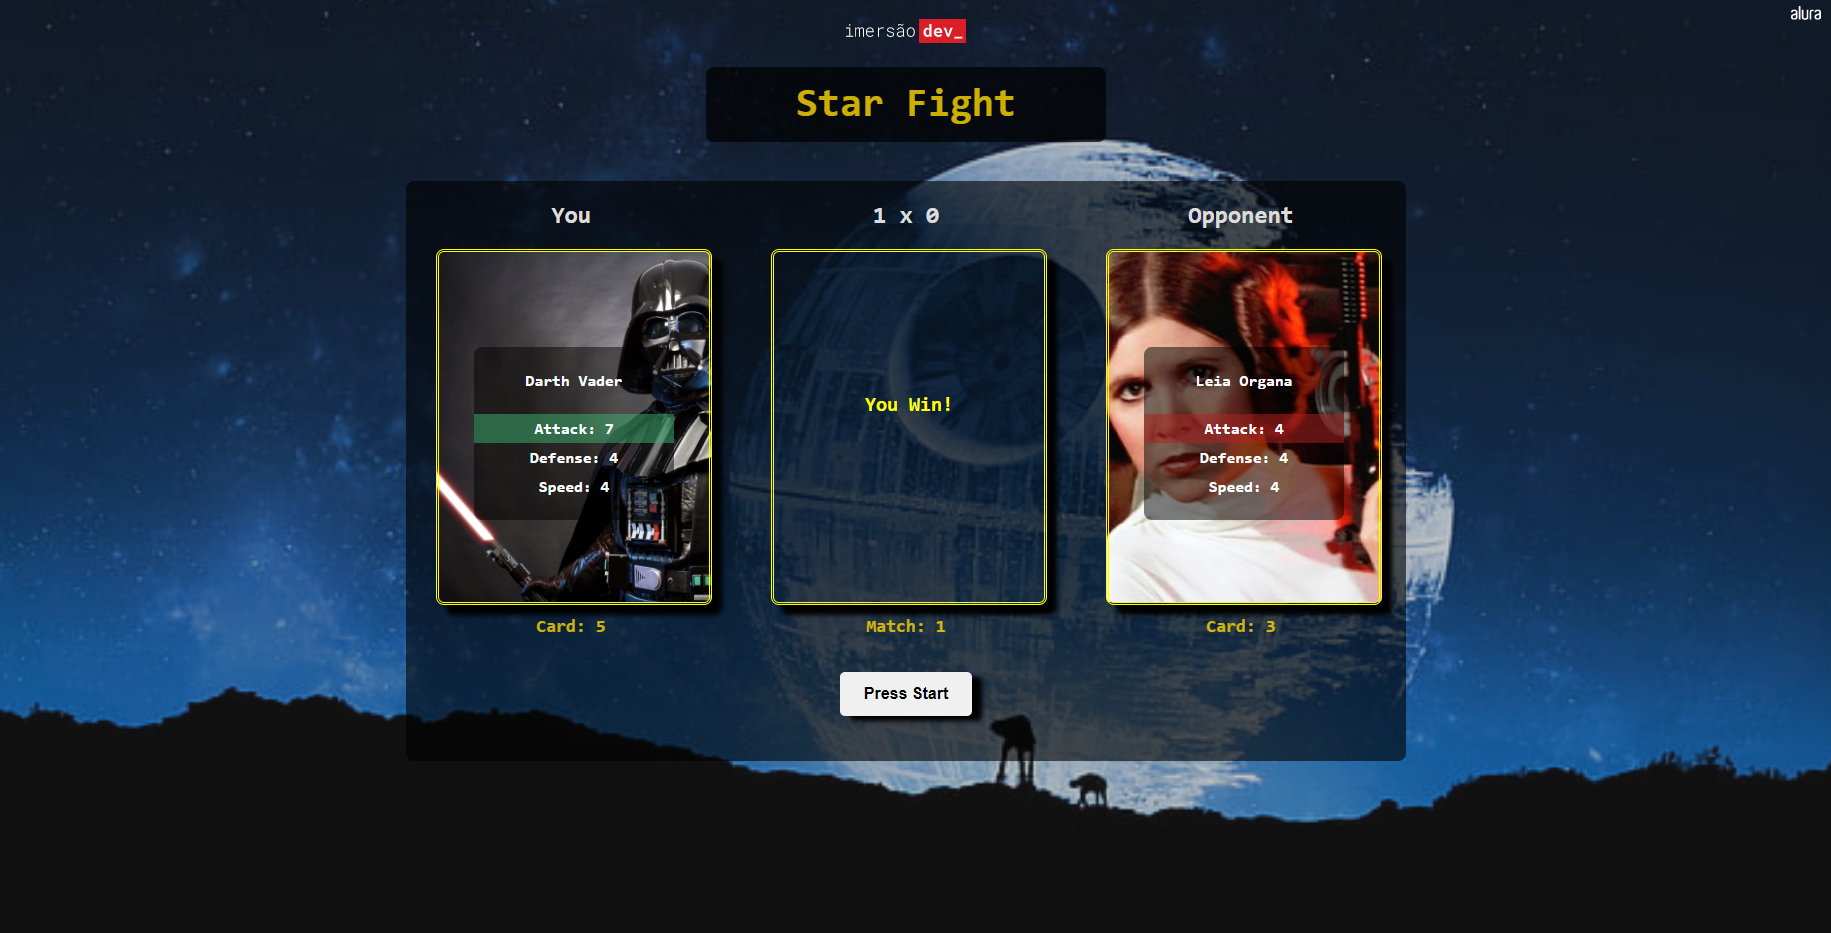 alura
imersão dev_
Star Fight
You
1 x 0
Opponent
Darth Vader
Attack: 7
Defense: 4
Speed: 4
You Win!
Leia Organa
Attack: 4
Defense: 4
Speed: 4
Card: 5
Match: 1
Card: 3
Press Start